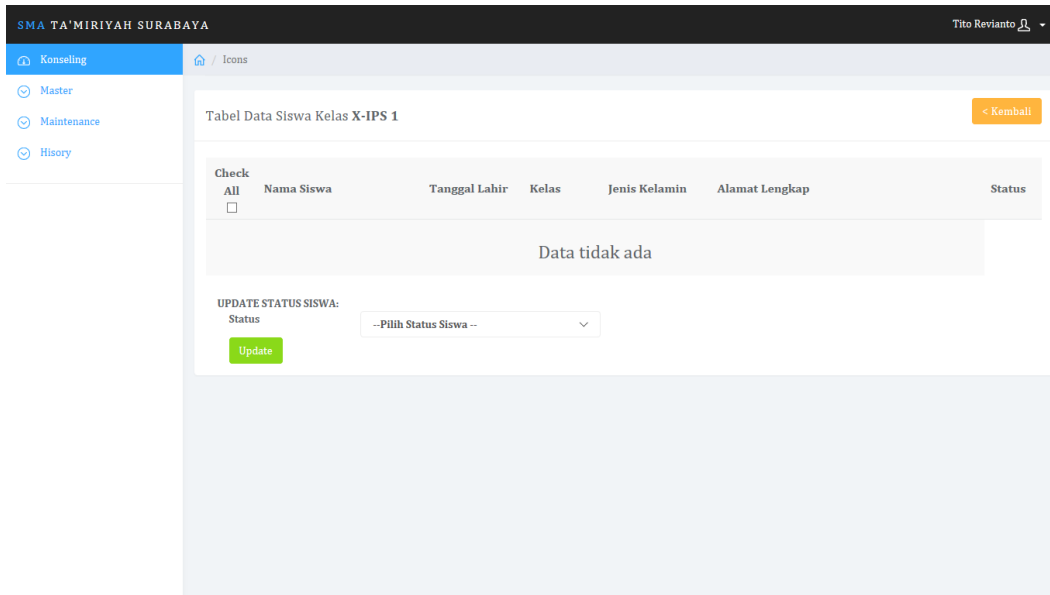 SMA TA'MIRIYAH SURABAYA
Tito Revianto
Konseling
/ Icons
Master
Maintenance
Hisory
Tabel Data Siswa Kelas X-IPS 1
< Kembali
Check All
Nama Siswa
Tanggal Lahir
Kelas
Jenis Kelamin
Alamat Lengkap
Status
Data tidak ada
UPDATE STATUS SISWA:
Status
--Pilih Status Siswa --
Update